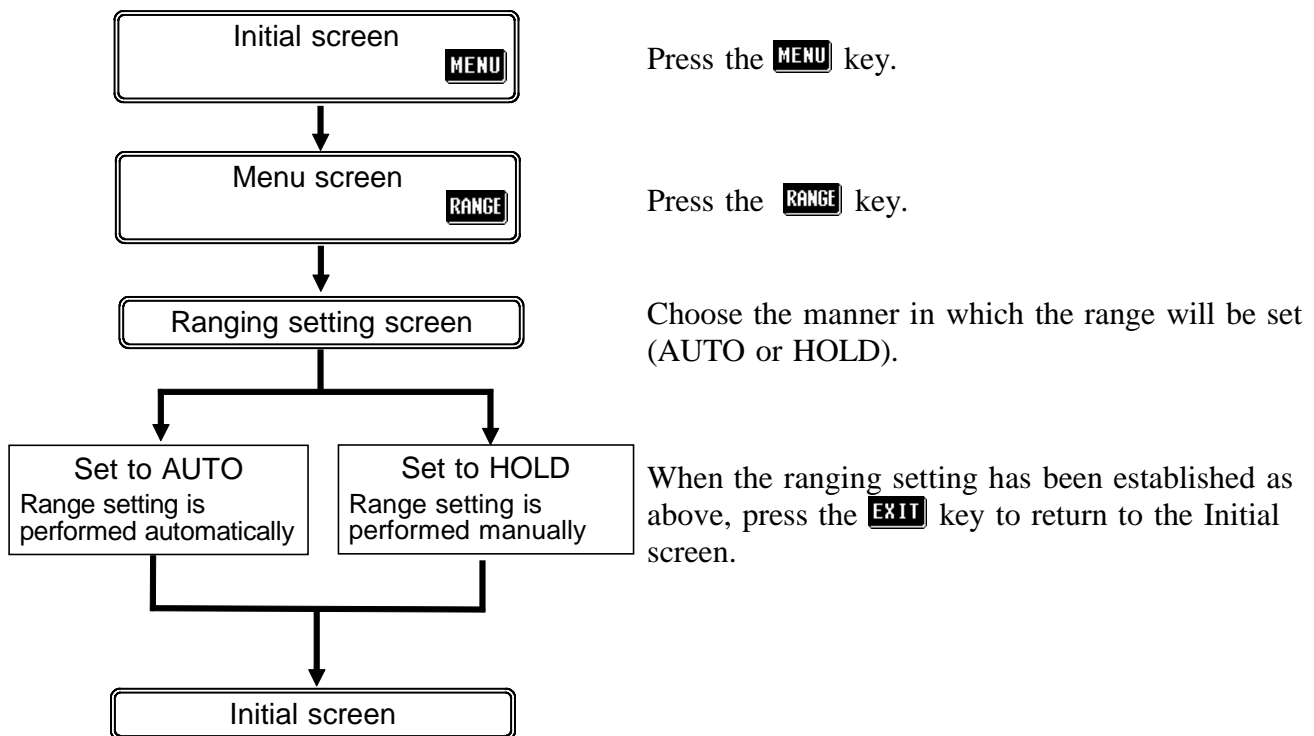 Initial screen
MENU
Press the MENU key.
Menu screen
RANGE
Press the RANGE key.
Ranging setting screen
Choose the manner in which the range will be set
(AUTO or HOLD).
Set to AUTO
Range setting is
performed automatically
Set to HOLD
Range setting is
performed manually
When the ranging setting has been established as
above, press the EXIT key to return to the Initial
screen.
Initial screen